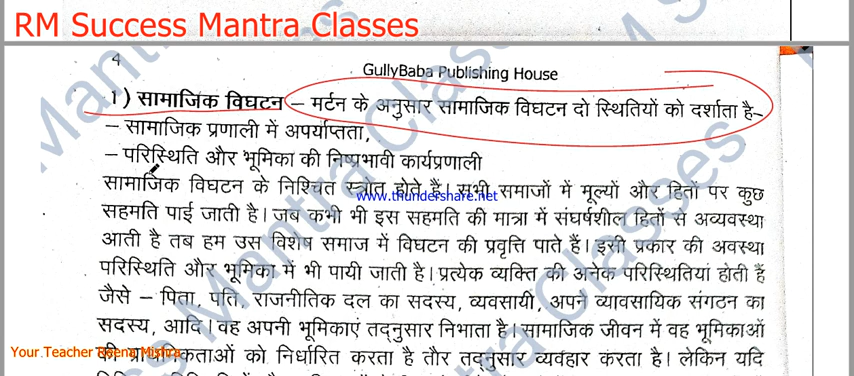 RM Success Mantra Classes
4
GullyBaba Publishing House
1) सामाजिक विघटन – मर्टन के अनुसार सामाजिक विघटन दो स्थितियों को दर्शाता है–
– सामाजिक प्रणाली में अपर्याप्तता,
– परिस्थिति और भूमिका की निष्प्रभावी कार्यप्रणाली
सामाजिक विघटन के निश्चित स्त्रोत होते हैं। सभी समाजों में मूल्यों और हितों पर कुछ
www.thundershare.net
सहमति पाई जाती है। जब कभी भी इस सहमति की मात्रा में संघर्षशील हितों से अव्यवस्था
आती है तब हम उस विशेष समाज में विघटन की प्रवृत्ति पाते हैं। इसी प्रकार की अवस्था
परिस्थिति और भूमिका में भी पायी जाती है। प्रत्येक व्यक्ति की अनेक परिस्थितियां होती हैं
जैसे – पिता, पति, राजनीतिक दल का सदस्य, व्यवसायी, अपने व्यावसायिक संगटन का
सदस्य, आदि। वह अपनी भूमिकाएं तद्नुसार निभाता है। सामाजिक जीवन में वह भूमिकाओं
की प्राथमिकताओं को निर्धारित करता है तौर तद्नुसार व्यवहार करता है। लेकिन यदि
Your Teacher Reena Mishra